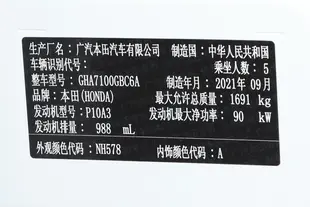 生产厂名：广汽本田汽车有限公司 制造国：中华人民共和国
车辆识别代号： 乘坐人数：5
整车型号：GHA7100GBC6A 制造年月：2021年09月
品牌：本田(HONDA) 最大允许总质量：1691 kg
发动机型号：P10A3 发动机最大净功率：90 kW
发动机排量：988 mL
外观颜色代码：NH578 内饰颜色代码：A